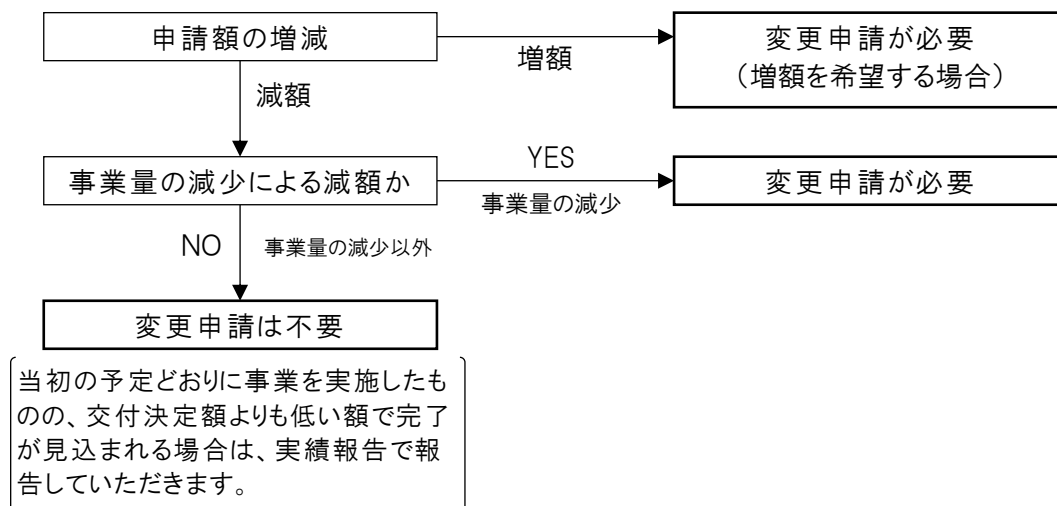 申請額の増減
増額
変更申請が必要
（増額を希望する場合）
減額
事業量の減少による減額か
YES
事業量の減少
変更申請が必要
NO
事業量の減少以外
変更申請は不要
当初の予定どおりに事業を実施したも
のの、交付決定額よりも低い額で完了
が見込まれる場合は、実績報告で報
告していただきます。